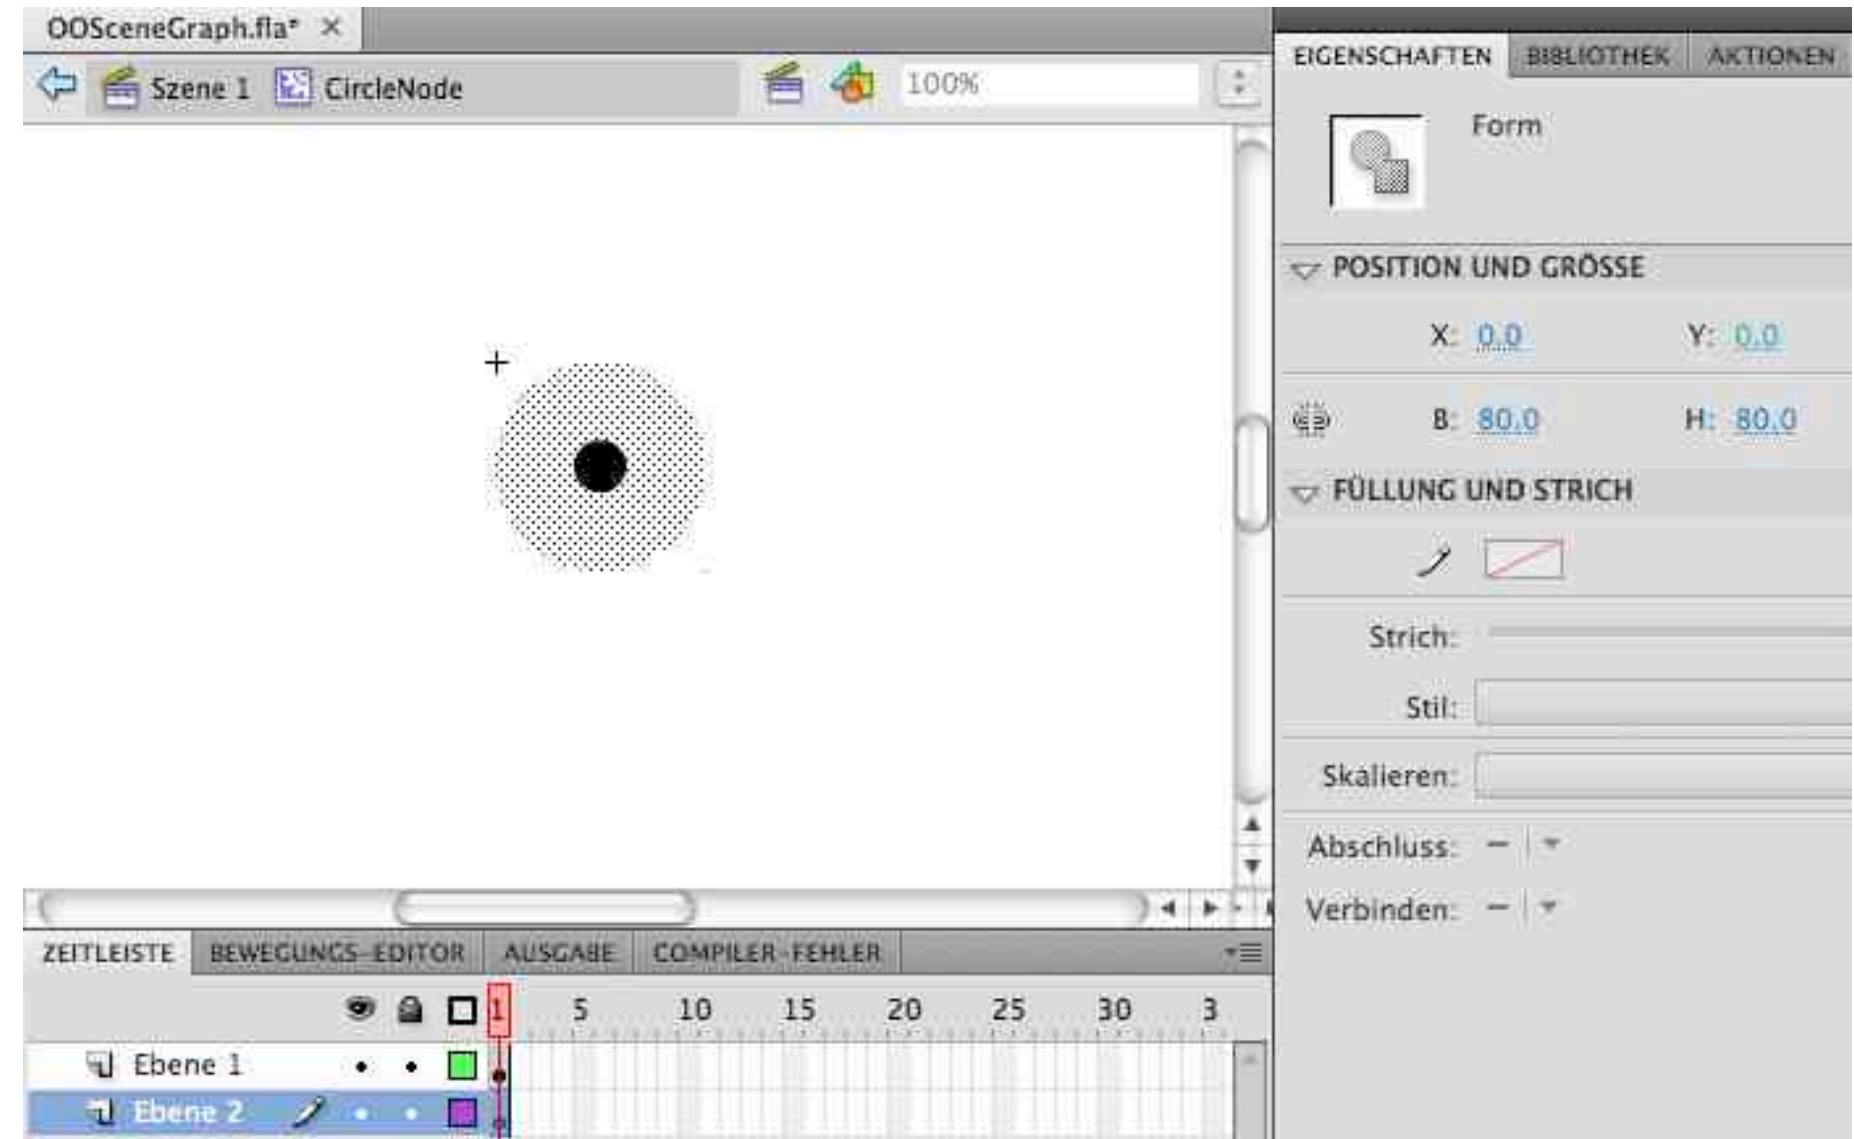 OOSceneGraph.fla* ×
Szene 1 CircleNode 100%
EIGENSCHAFTEN BIBLIOTHEK AKTIONEN
Form
POSITION UND GRÖSSE
X: 0.0 Y: 0.0
B: 80.0 H: 80.0
FÜLLUNG UND STRICH
Strich:
Stil:
Skalieren:
Abschluss: –
Verbinden: –
ZEITLEISTE BEWEGUNGS-EDITOR AUSGABE COMPILER-FEHLER
1 5 10 15 20 25 30 3
Ebene 1
Ebene 2